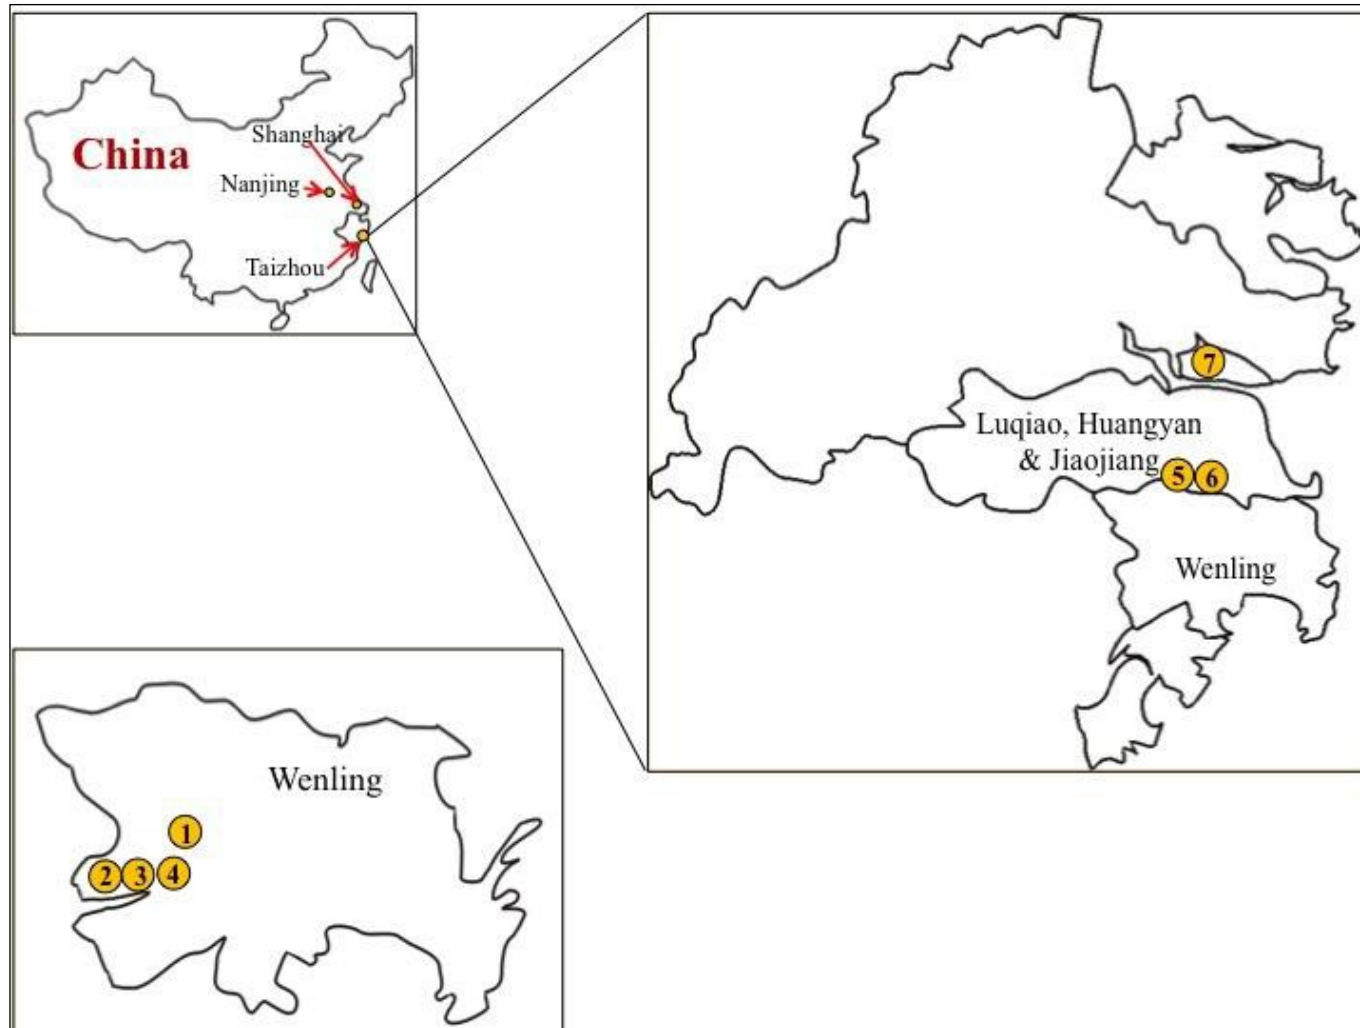 China
Shanghai
Nanjing
Taizhou
7
Luqiao, Huangyan
& Jiaojiang
5 6
Wenling
Wenling
1
2 3 4